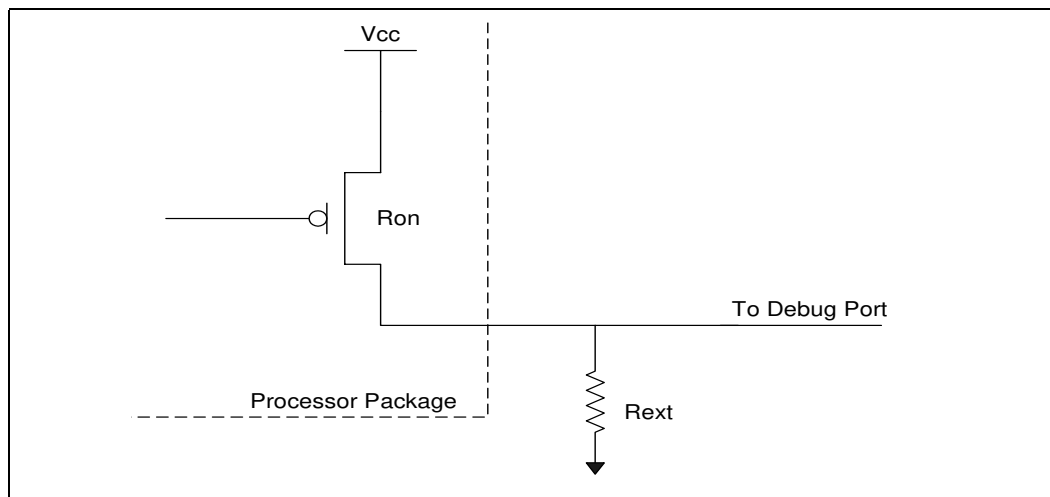 Vcc
Ron
To Debug Port
Processor Package
Rext